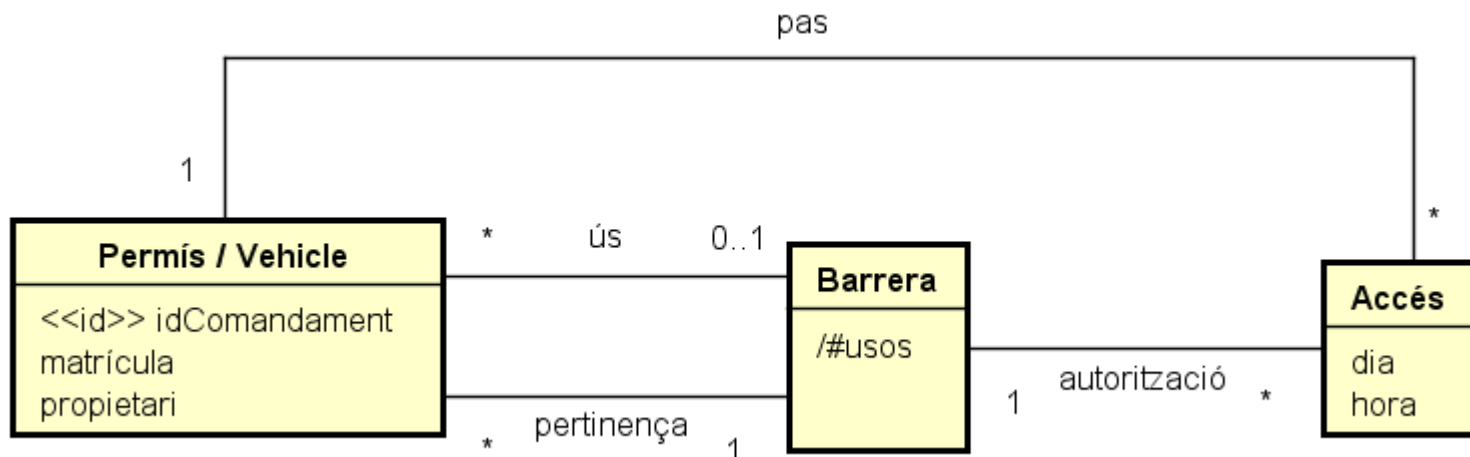 pas
1
*
Permís / Vehicle
<<id>> idComandament
matrícula
propietari
* ús 0..1
* pertinença 1
Barrera
/#usos
1 autorització *
Accés
dia
hora